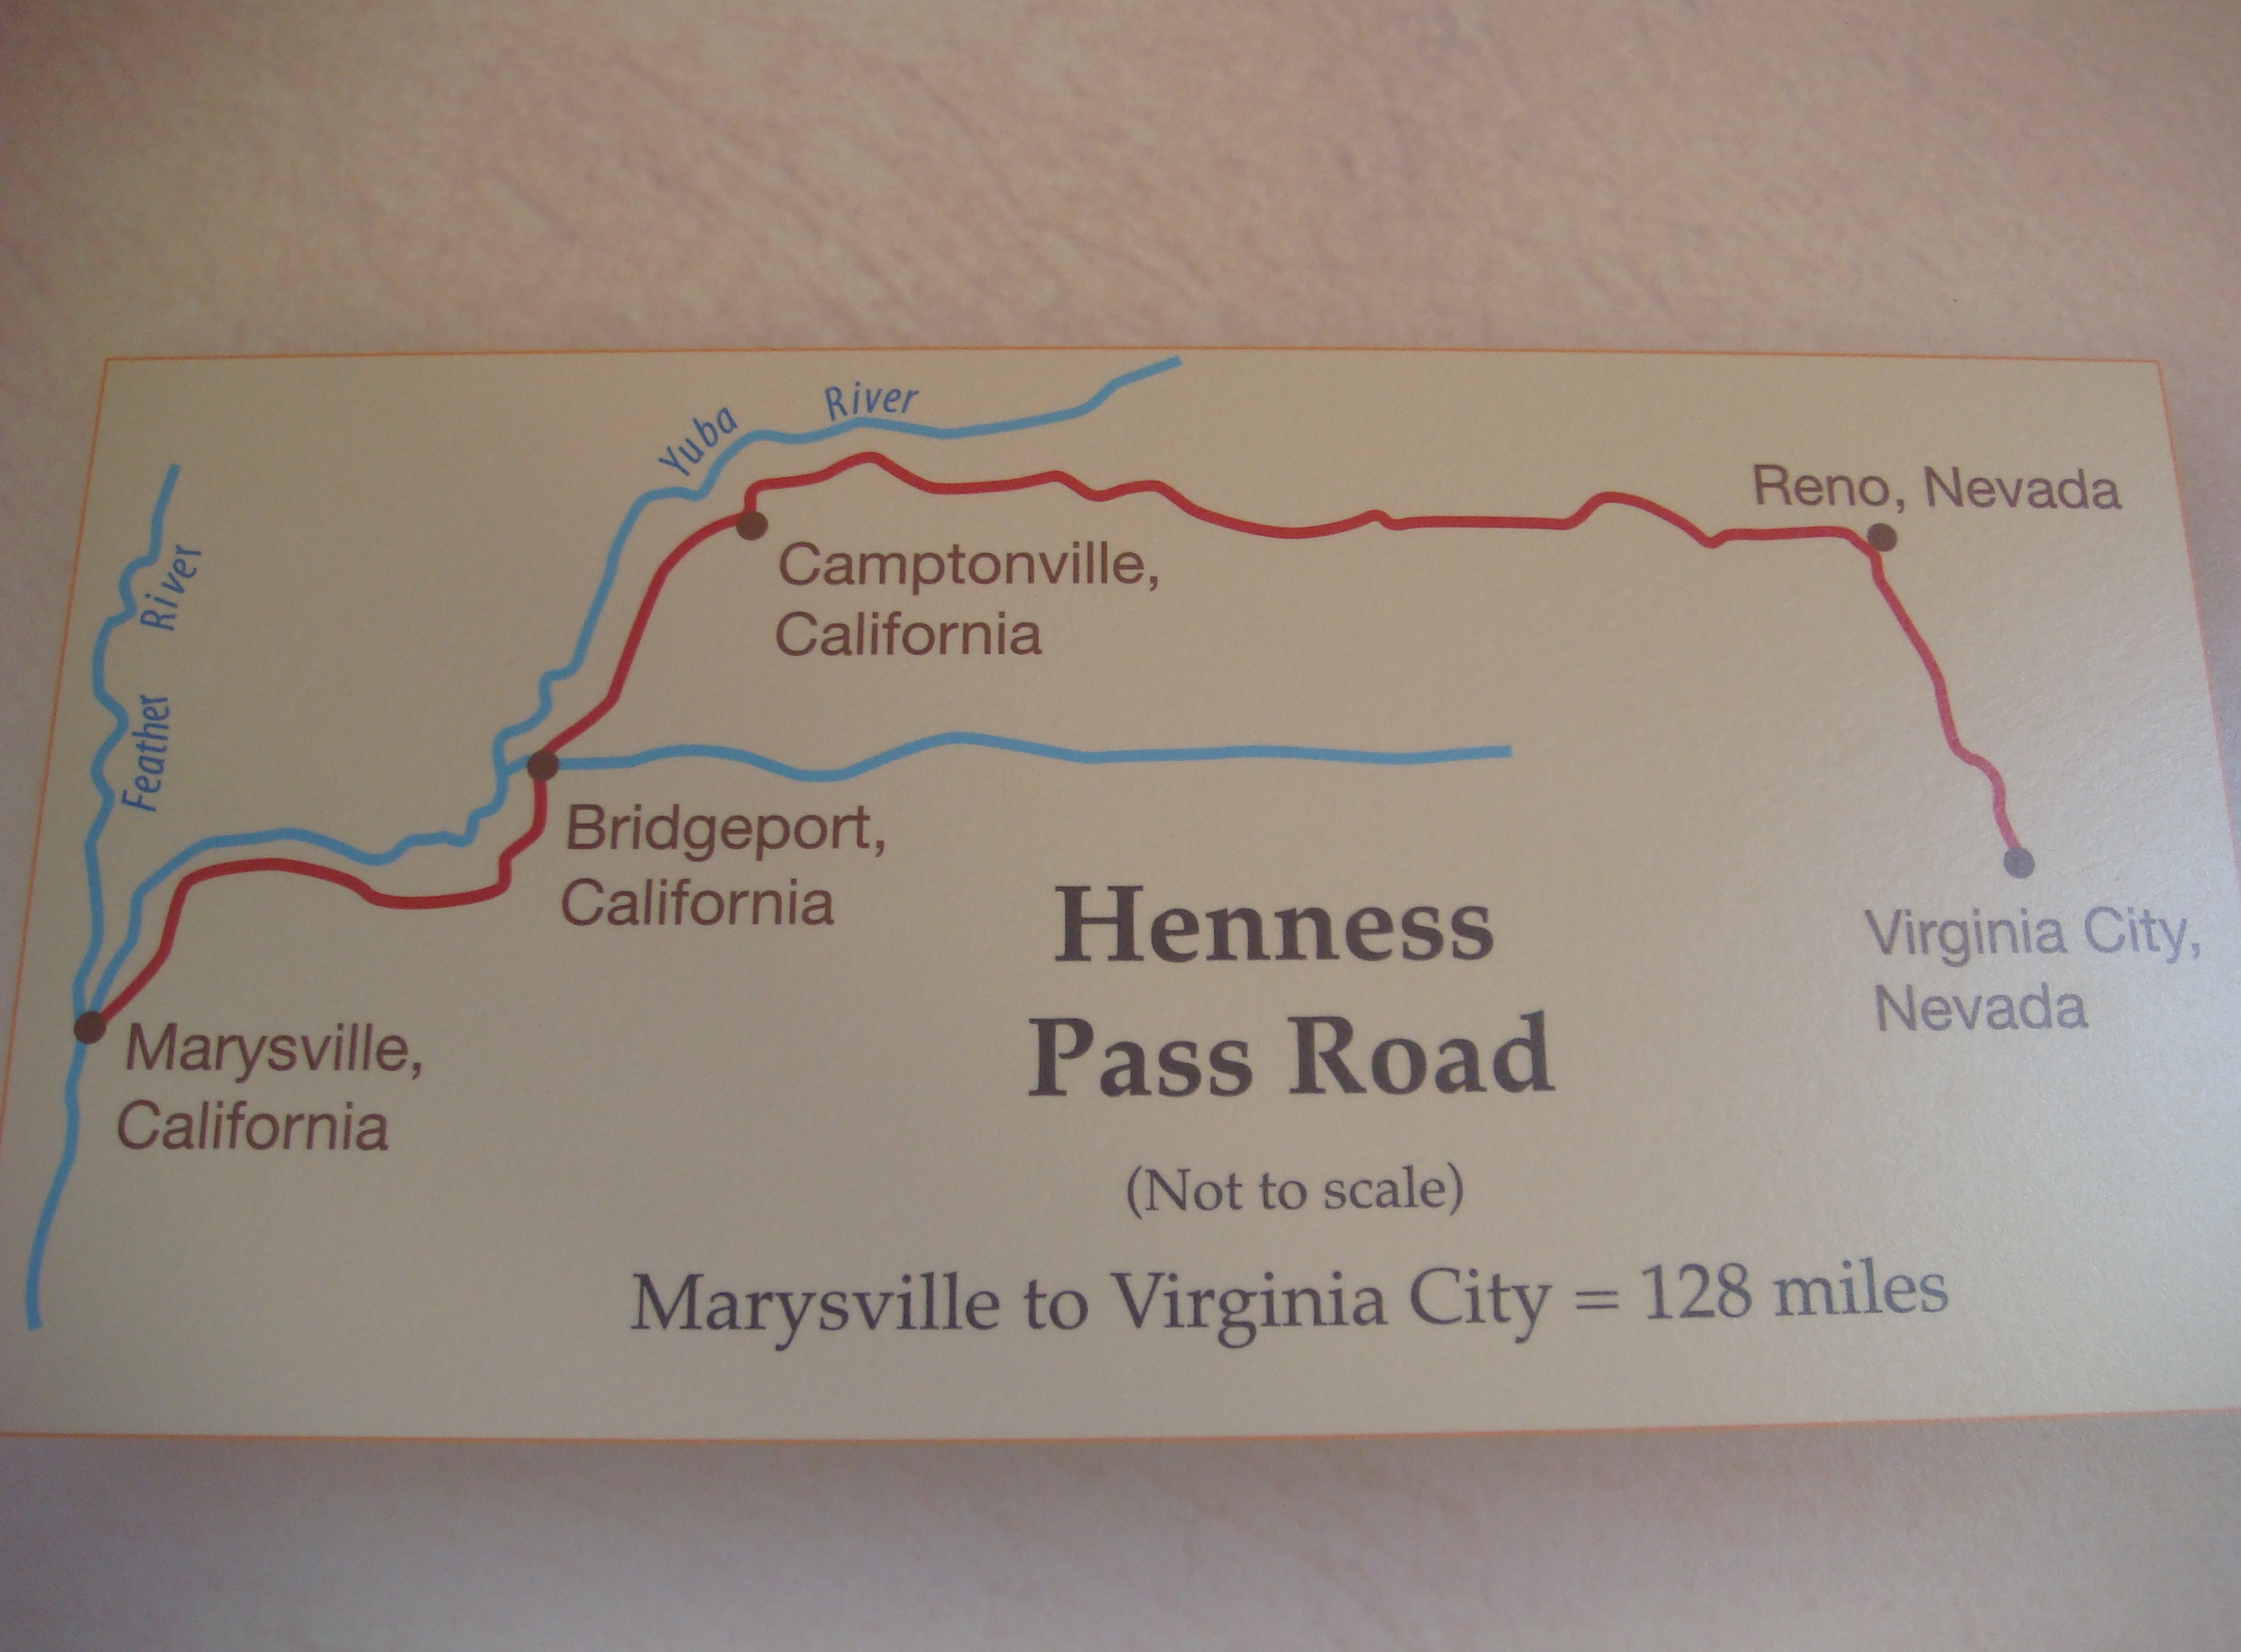 Yuba River
Reno, Nevada
Feather River
Camptonville,
California
Bridgeport,
California
Marysville,
California
Virginia City,
Nevada
Henness
Pass Road
(Not to scale)
Marysville to Virginia City = 128 miles